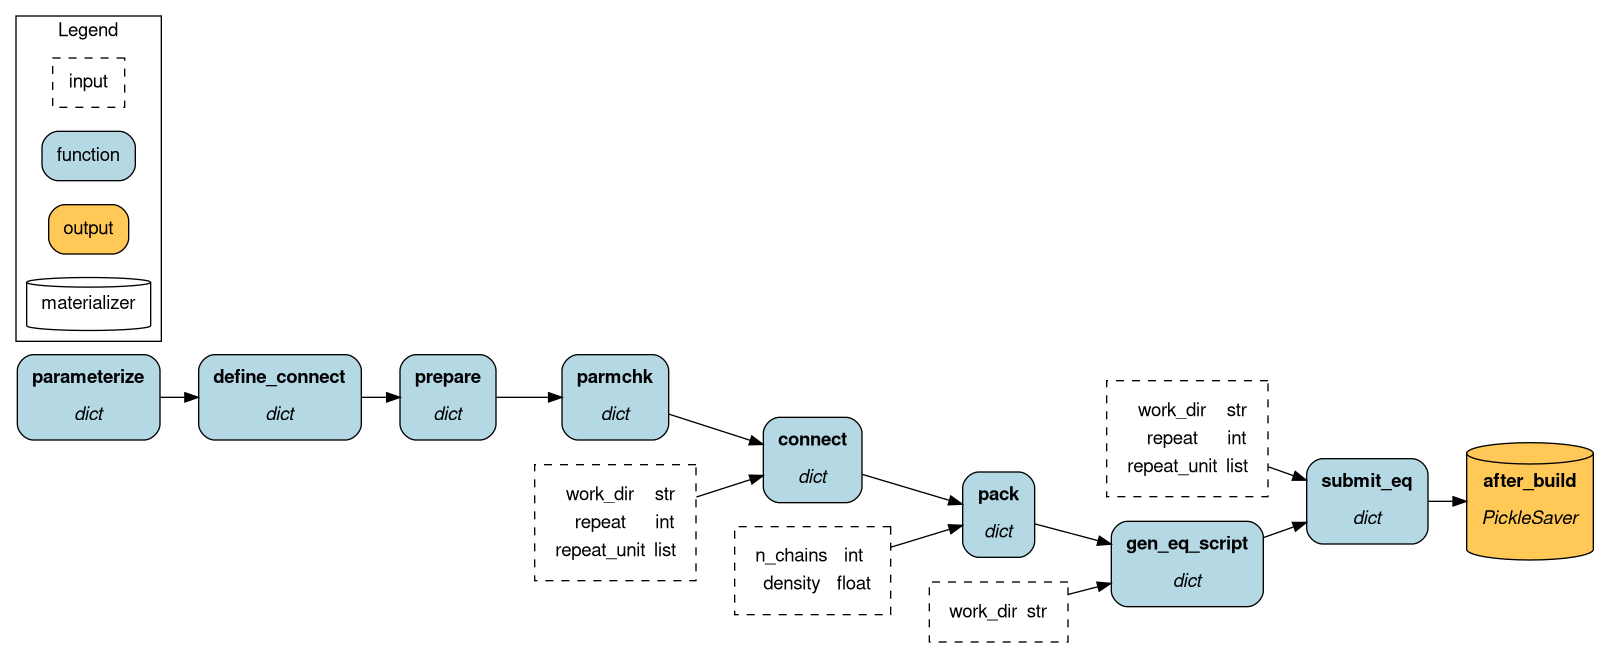 Legend
input
function
output
materializer
parameterize
dict
define_connect
dict
prepare
dict
parmchk
dict
work_dir str
repeat int
repeat_unit list
connect
dict
n_chains int
density float
pack
dict
work_dir str
gen_eq_script
dict
work_dir str
repeat int
repeat_unit list
submit_eq
dict
after_build
PickleSaver